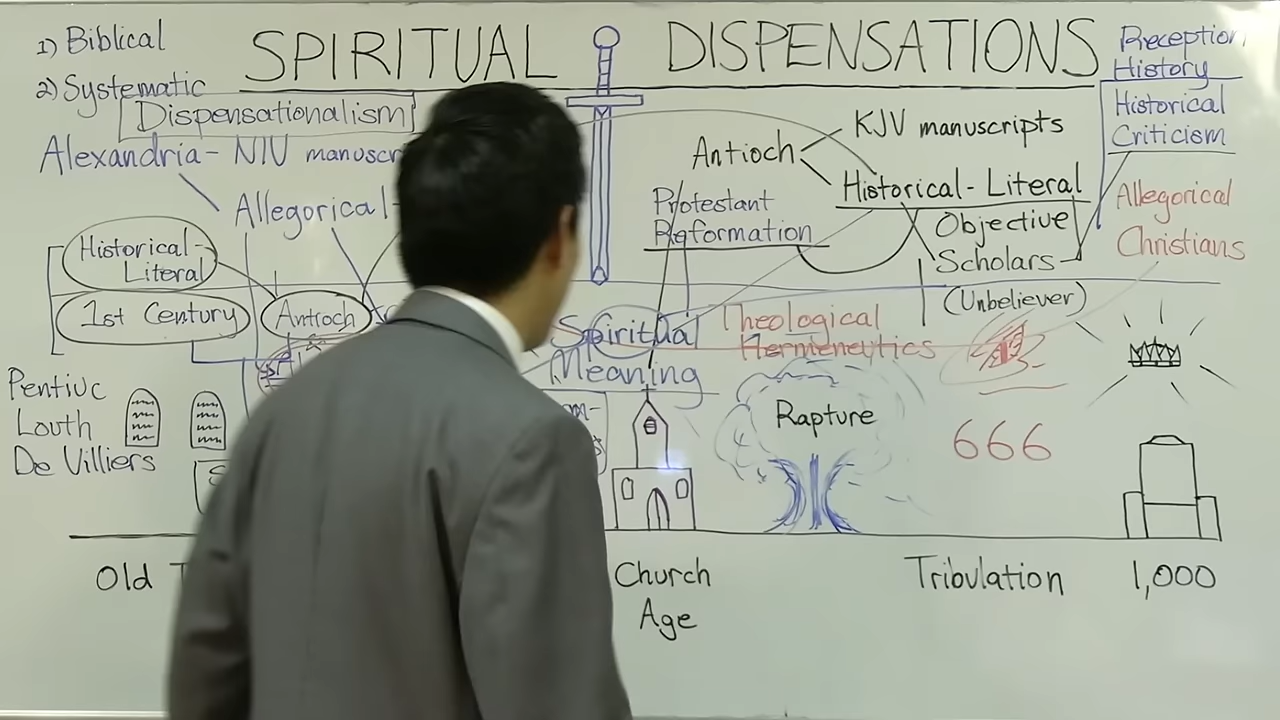 1) Biblical
2) Systematic
SPIRITUAL DISPENSATIONS
Reception
History
Dispensationalism
Historical
Criticism
Alexandria - NIV
Antioch
KJV manuscripts
Historical - Literal
Allegorical
Protestant
Reformation
Objective
Scholars
(Unbeliever)
Allegorical
Christians
Historical -
Literal
1st Century
Antioch
Spiritual
Meaning
Theological
Hermeneutics
Pentiuc
Louth
De Villiers
Rapture
666
Old
Church
Age
Tribulation
1,000